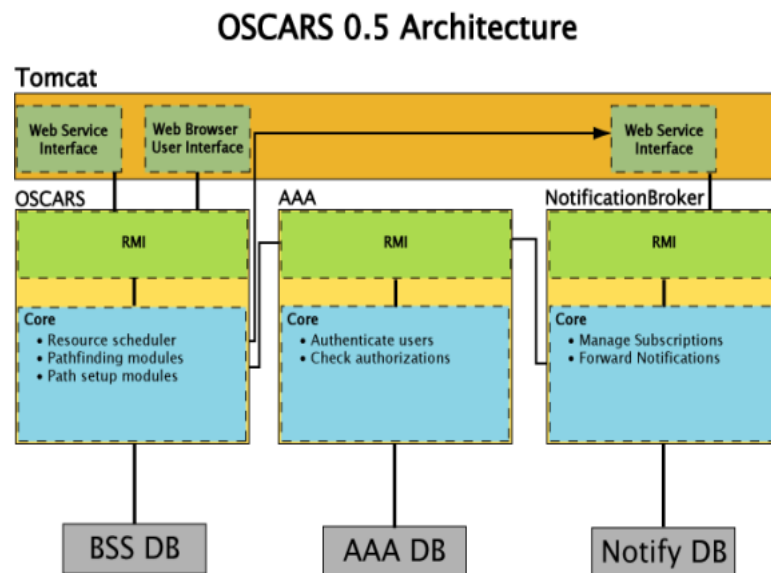 OSCARS 0.5 Architecture
Tomcat
Web Service
Interface
Web Browser
User Interface
Web Service
Interface
OSCARS
AAA
NotificationBroker
RMI
RMI
RMI
Core
• Resource scheduler
• Pathfinding modules
• Path setup modules
Core
• Authenticate users
• Check authorizations
Core
• Manage Subscriptions
• Forward Notifications
BSS DB
AAA DB
Notify DB